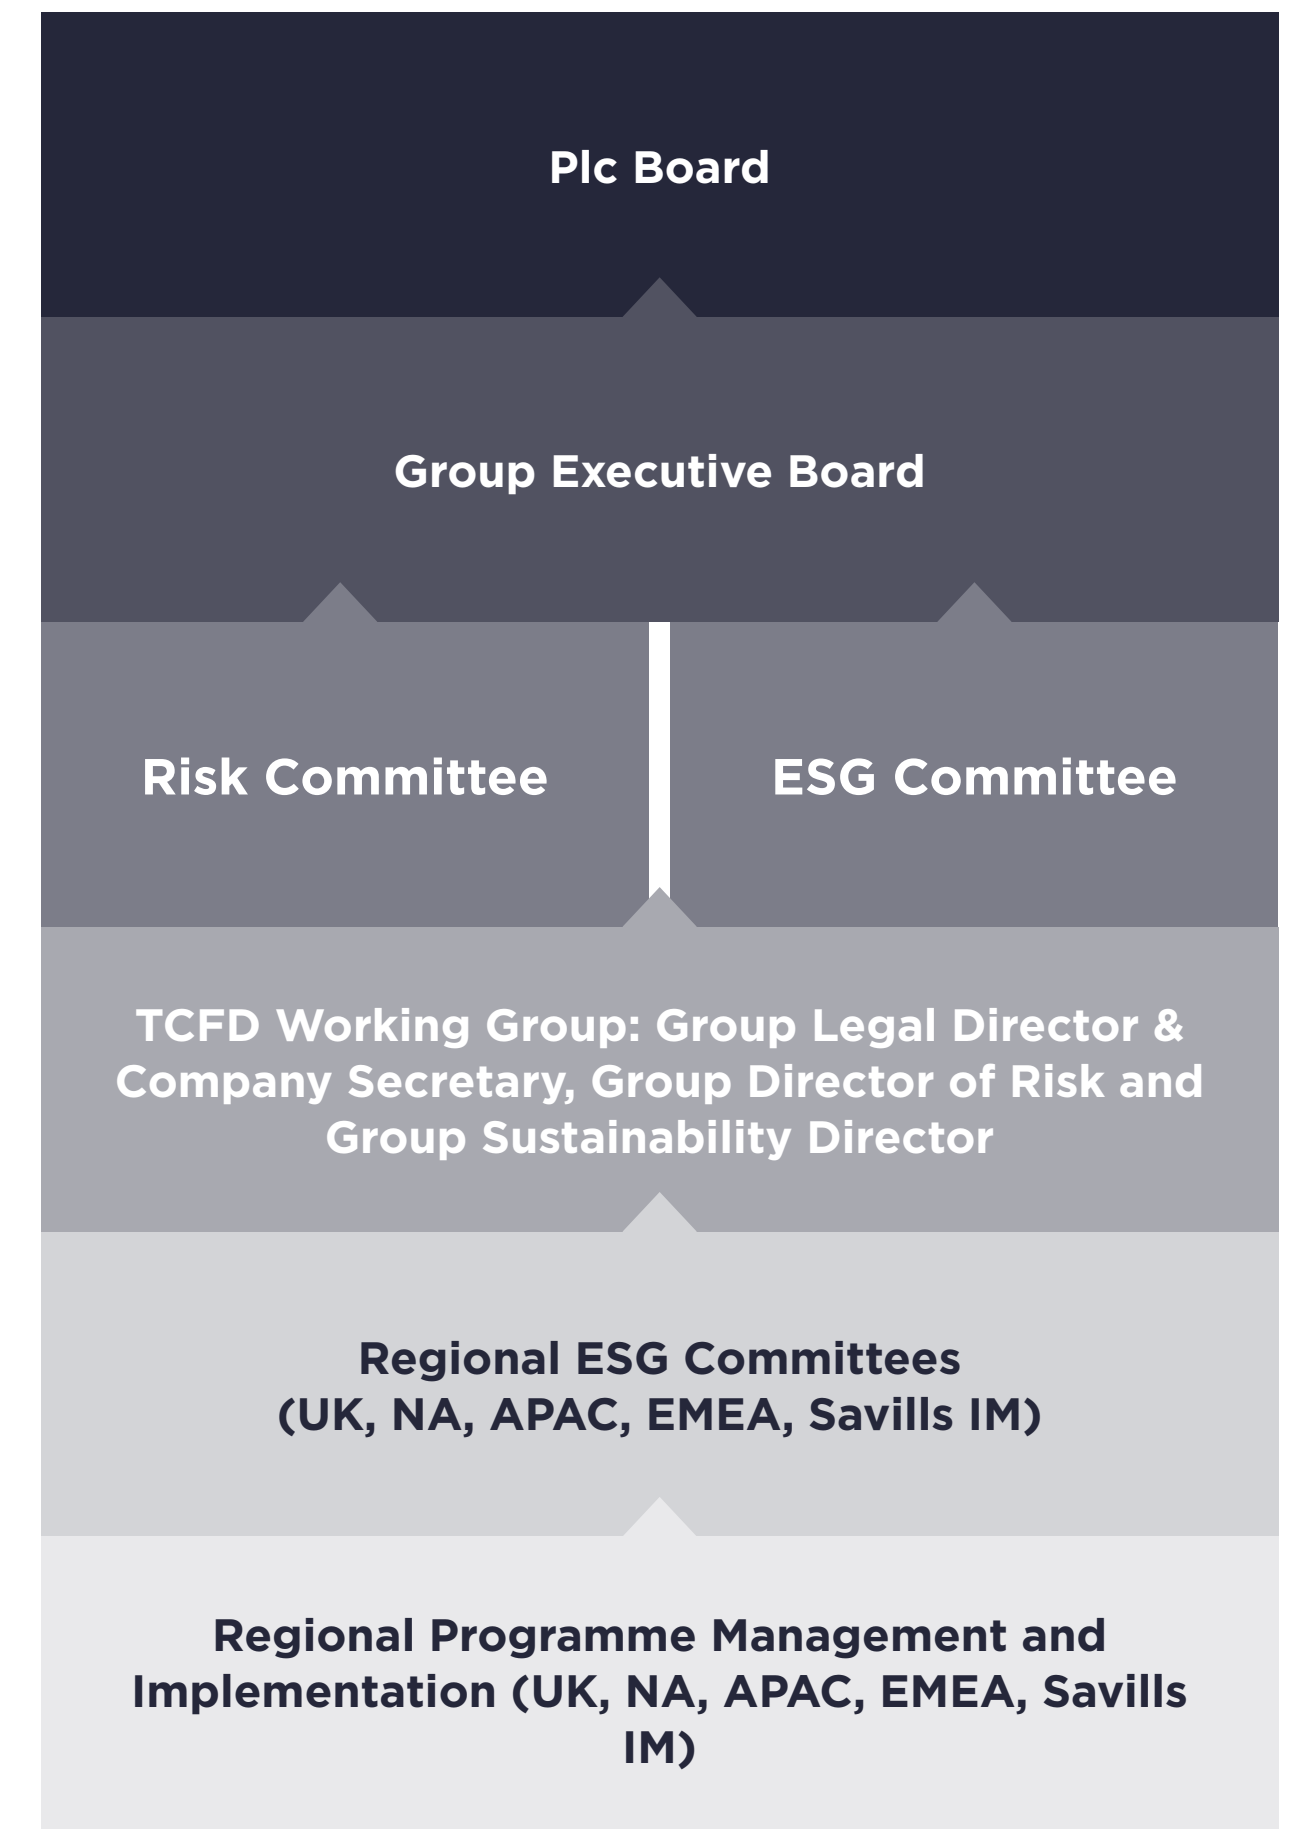 Plc Board
Group Executive Board
Risk Committee
ESG Committee
TCFD Working Group: Group Legal Director &
Company Secretary, Group Director of Risk and
Group Sustainability Director
Regional ESG Committees
(UK, NA, APAC, EMEA, Savills IM)
Regional Programme Management and
Implementation (UK, NA, APAC, EMEA, Savills
IM)